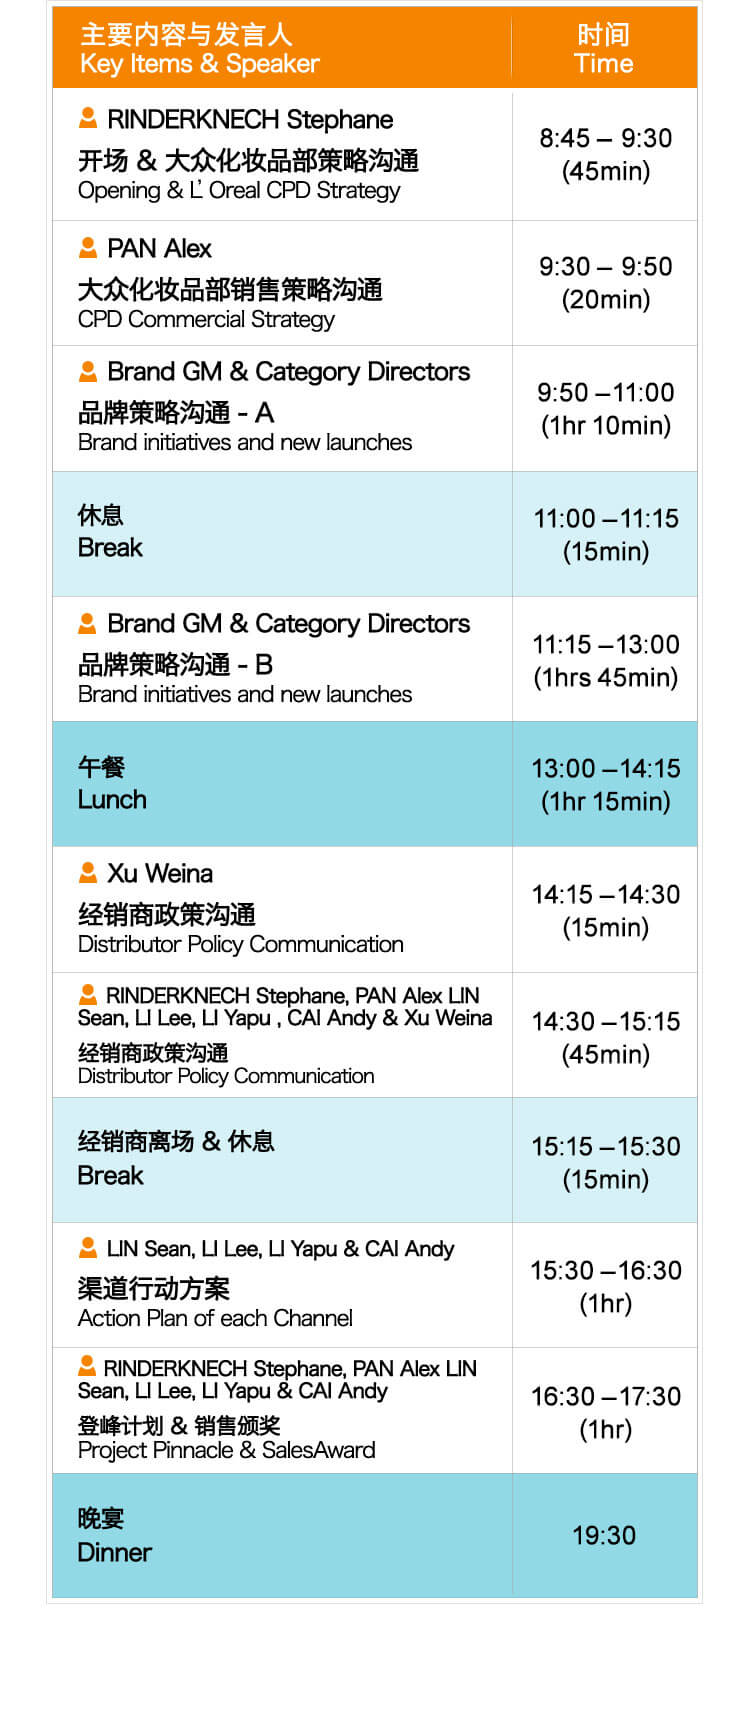 主要内容与发言人
Key Items & Speaker
时间
Time
RINDERKNECH Stephane
开场 & 大众化妆品部策略沟通
Opening & L’Oreal CPD Strategy
8:45 – 9:30
(45min)
PAN Alex
大众化妆品部销售策略沟通
CPD Commercial Strategy
9:30 – 9:50
(20min)
Brand GM & Category Directors
品牌策略沟通 - A
Brand initiatives and new launches
9:50 –11:00
(1hr 10min)
休息
Break
11:00 –11:15
(15min)
Brand GM & Category Directors
品牌策略沟通 - B
Brand initiatives and new launches
11:15 –13:00
(1hrs 45min)
午餐
Lunch
13:00 –14:15
(1hr 15min)
Xu Weina
经销商政策沟通
Distributor Policy Communication
14:15 –14:30
(15min)
RINDERKNECH Stephane, PAN Alex LIN
Sean, LI Lee, LI Yapu , CAI Andy & Xu Weina
经销商政策沟通
Distributor Policy Communication
14:30 –15:15
(45min)
经销商离场 & 休息
Break
15:15 –15:30
(15min)
LIN Sean, LI Lee, LI Yapu & CAI Andy
渠道行动方案
Action Plan of each Channel
15:30 –16:30
(1hr)
RINDERKNECH Stephane, PAN Alex LIN
Sean, LI Lee, LI Yapu & CAI Andy
登峰计划 & 销售颁奖
Project Pinnacle & SalesAward
16:30 –17:30
(1hr)
晚宴
Dinner
19:30